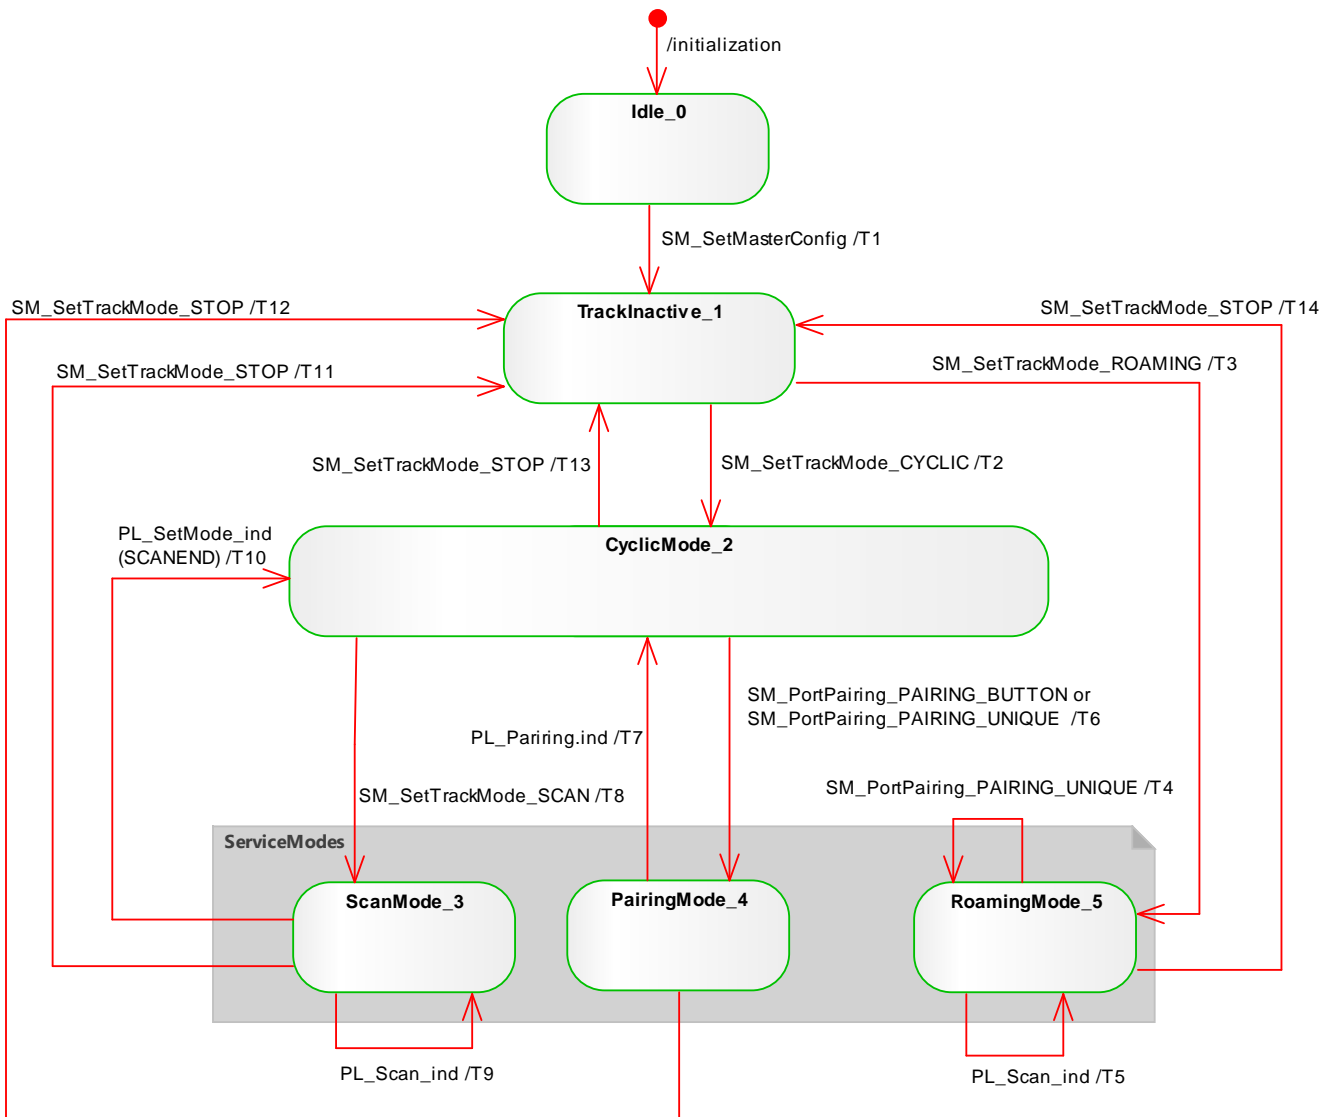 /initialization
Idle_0
SM_SetMasterConfig /T1
SM_SetTrackMode_STOP /T12
TrackInactive_1
SM_SetTrackMode_STOP /T14
SM_SetTrackMode_STOP /T11
SM_SetTrackMode_ROAMING /T3
SM_SetTrackMode_STOP /T13
SM_SetTrackMode_CYCLIC /T2
PL_SetMode_ind
(SCANEND) /T10
CyclicMode_2
SM_PortPairing_PAIRING_BUTTON or
SM_PortPairing_PAIRING_UNIQUE /T6
PL_Pariring.ind /T7
SM_SetTrackMode_SCAN /T8
SM_PortPairing_PAIRING_UNIQUE /T4
ServiceModes
ScanMode_3
PairingMode_4
RoamingMode_5
PL_Scan_ind /T9
PL_Scan_ind /T5